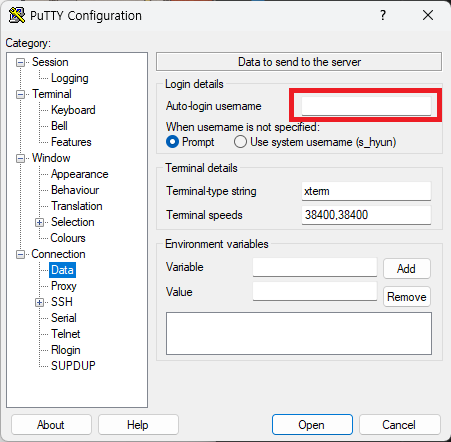 PuTTY Configuration
?
Category:
Session
Logging
Terminal
Keyboard
Bell
Features
Window
Appearance
Behaviour
Translation
Selection
Colours
Connection
Data
Proxy
SSH
Serial
Telnet
Rlogin
SUPDUP
Data to send to the server
Login details
Auto-login username
When username is not specified:
Prompt Use system username (s_hyun)
Terminal details
Terminal-type string xterm
Terminal speeds 38400,38400
Environment variables
Variable Add
Value Remove
About Help Open Cancel